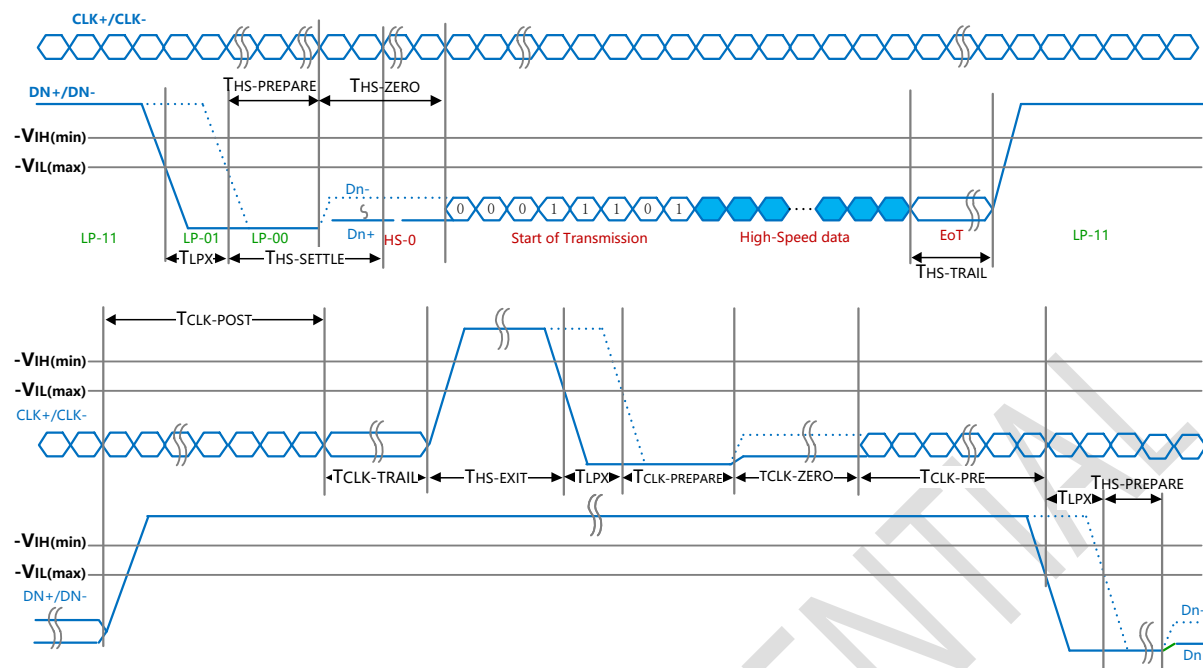 CLK+/CLK-
THS-PREPARE THS-ZERO
DN+/DN-
-VIH(min)
-VIL(max)
Dn-
0 0 0 1 1 1 0 1
Dn+
LP-11 LP-01 LP-00 HS-0 Start of Transmission High-Speed data EoT LP-11
TLPX THS-SETTLE THS-TRAIL
TCLK-POST
-VIH(min)
-VIL(max)
CLK+/CLK-
TCLK-TRAIL THS-EXIT TLPX TCLK-PREPARE TCLK-ZERO TCLK-PRE THS-PREPARE
TLPX
-VIH(min)
-VIL(max)
DN+/DN-
Dn-
Dn
ENTIAL